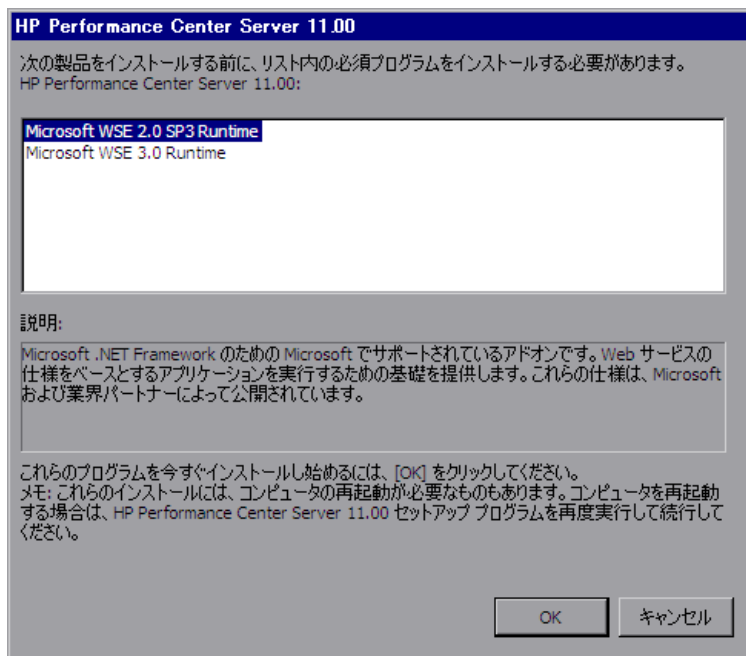 HP Performance Center Server 11.00
次の製品をインストールする前に、リスト内の必須プログラムをインストールする必要があります。
HP Performance Center Server 11.00:
Microsoft WSE 2.0 SP3 Runtime
Microsoft WSE 3.0 Runtime
説明:
Microsoft .NET Framework のための Microsoft でサポートされているアドオンです。Web サービスの
仕様をベースとするアプリケーションを実行するための基礎を提供します。これらの仕様は、Microsoft
および業界パートナーによって公開されています。
これらのプログラムを今すぐインストールし始めるには、[OK] をクリックしてください。
メモ: これらのインストールには、コンピュータの再起動が必要なものもあります。コンピュータを再起動
する場合は、HP Performance Center Server 11.00 セットアップ プログラムを再度実行して続行して
ください。
OK
キャンセル